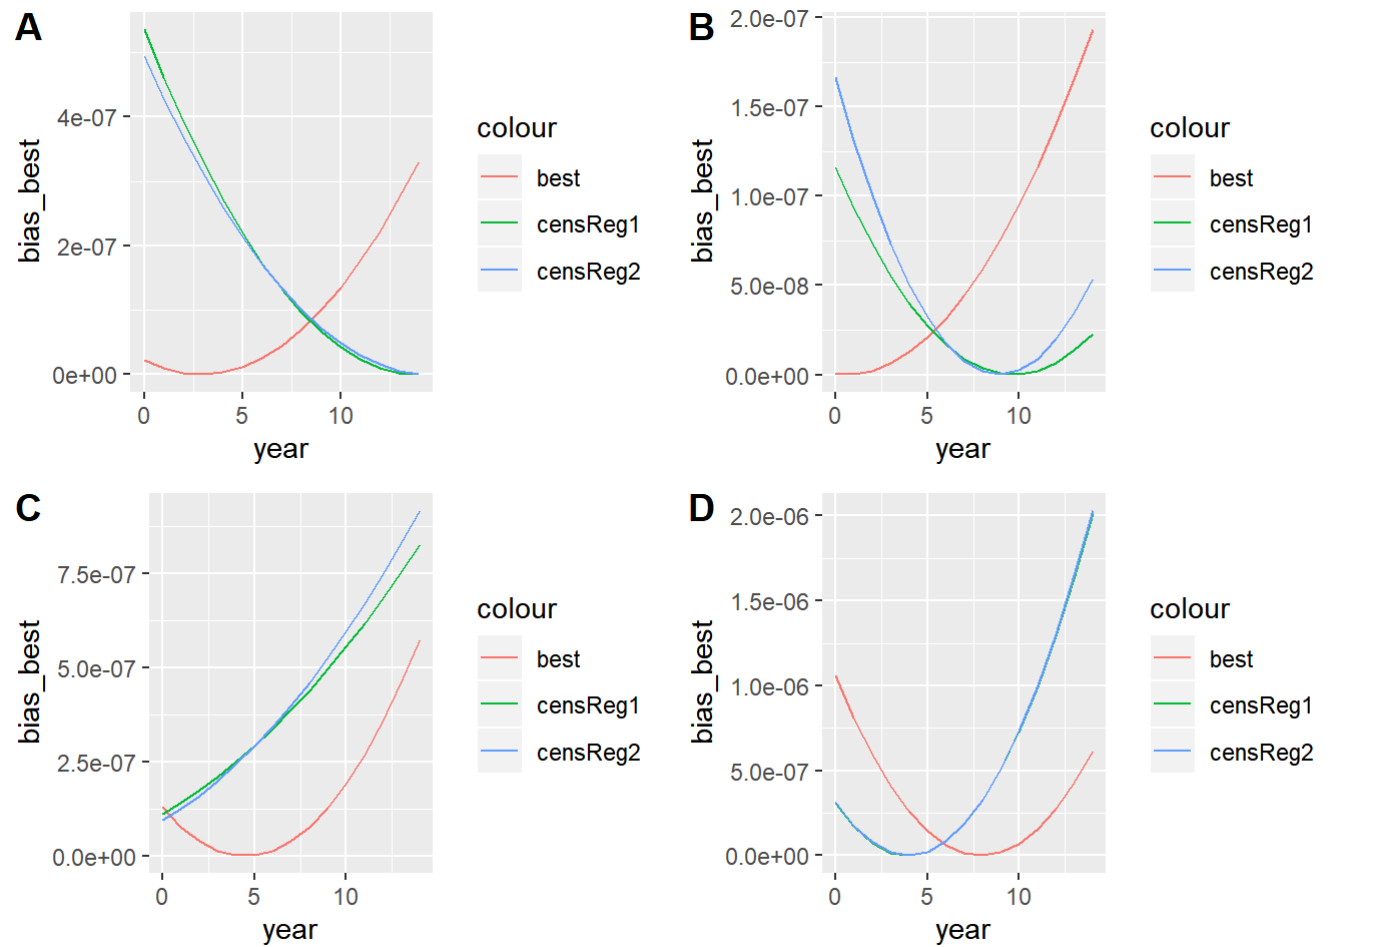 A
bias_best
4e-07
2e-07
0e+00
0 5 10
year
colour
best
censReg1
censReg2
B
bias_best
2.0e-07
1.5e-07
1.0e-07
5.0e-08
0.0e+00
0 5 10
year
colour
best
censReg1
censReg2
C
bias_best
7.5e-07
5.0e-07
2.5e-07
0.0e+00
0 5 10
year
colour
best
censReg1
censReg2
D
bias_best
2.0e-06
1.5e-06
1.0e-06
5.0e-07
0.0e+00
0 5 10
year
colour
best
censReg1
censReg2